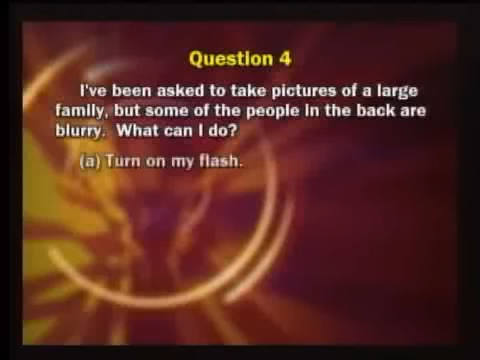 Question 4
I've been asked to take pictures of a large
family, but some of the people in the back are
blurry. What can I do?
(a) Turn on my flash.